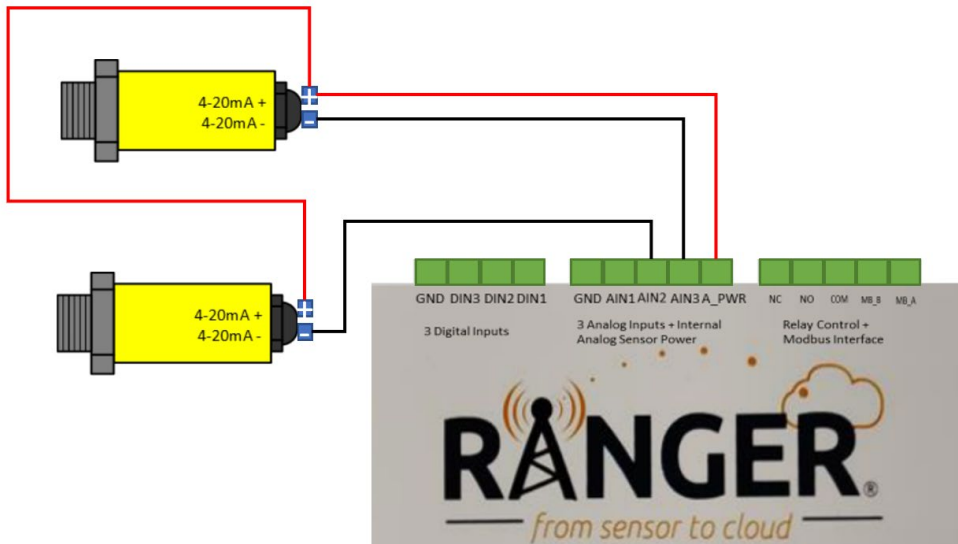 4-20mA +
4-20mA -
+
-
4-20mA +
4-20mA -
+
-
GND DIN3 DIN2 DIN1
3 Digital Inputs
GND AIN1 AIN2 AIN3 A_PWR
3 Analog Inputs + Internal
Analog Sensor Power
NC NO COM MB_B MB_A
Relay Control +
Modbus Interface
RANGER®
from sensor to cloud